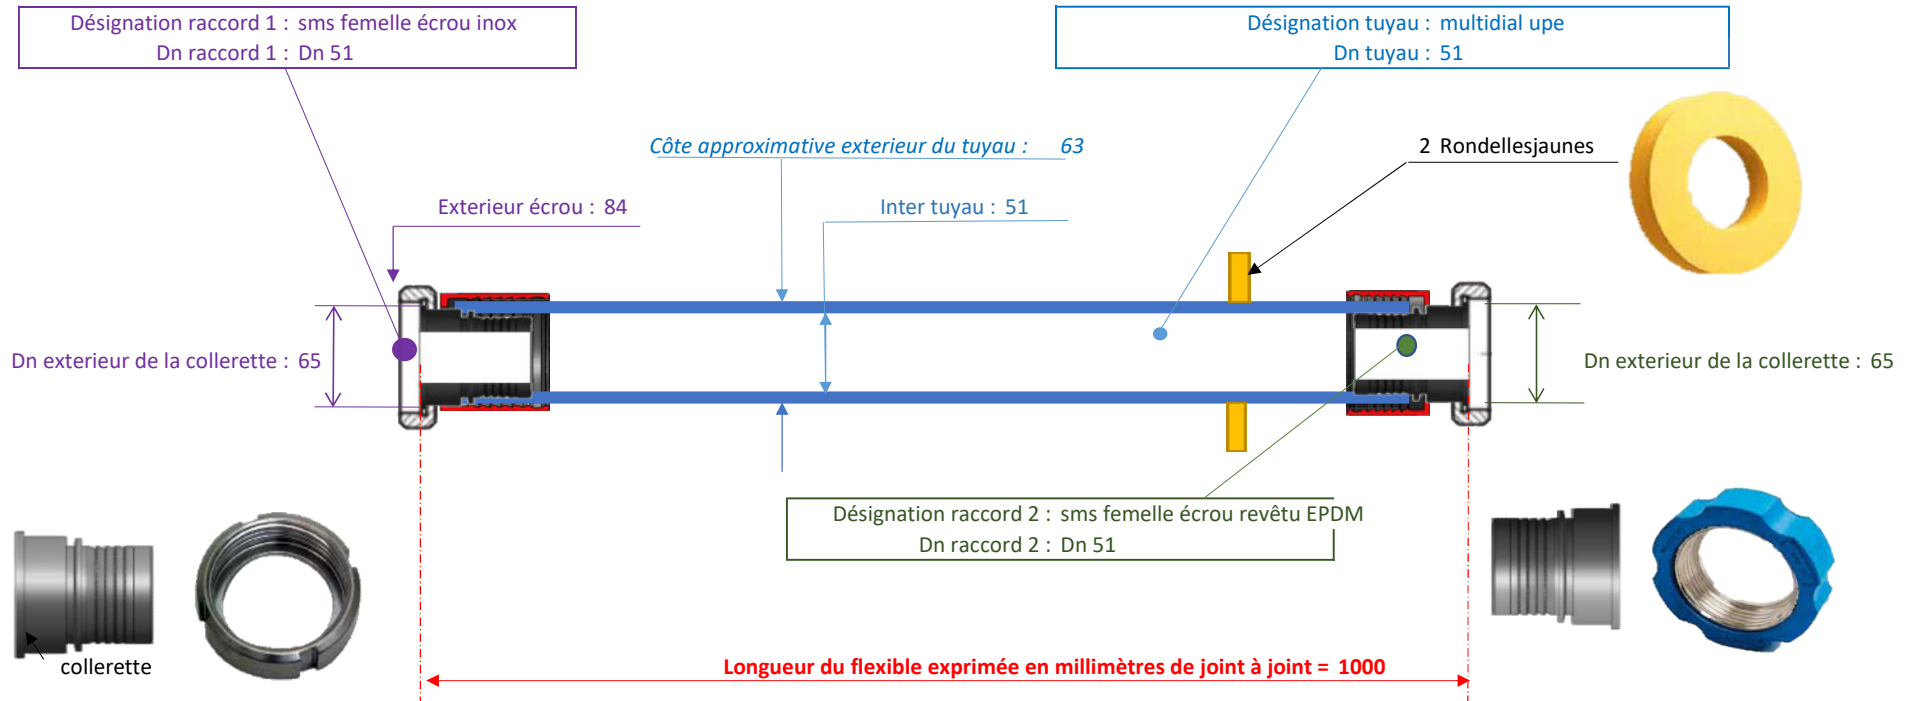 Désignation raccord 1 : sms femelle écrou inox
Dn raccord 1 : Dn 51
Désignation tuyau : multidial upe
Dn tuyau : 51
Côte approximative exterieur du tuyau : 63
2 Rondellesjaunes
Exterieur écrou : 84
Inter tuyau : 51
Dn exterieur de la collerette : 65
Dn exterieur de la collerette : 65
Désignation raccord 2 : sms femelle écrou revêtu EPDM
Dn raccord 2 : Dn 51
collerette
Longueur du flexible exprimée en millimètres de joint à joint = 1000